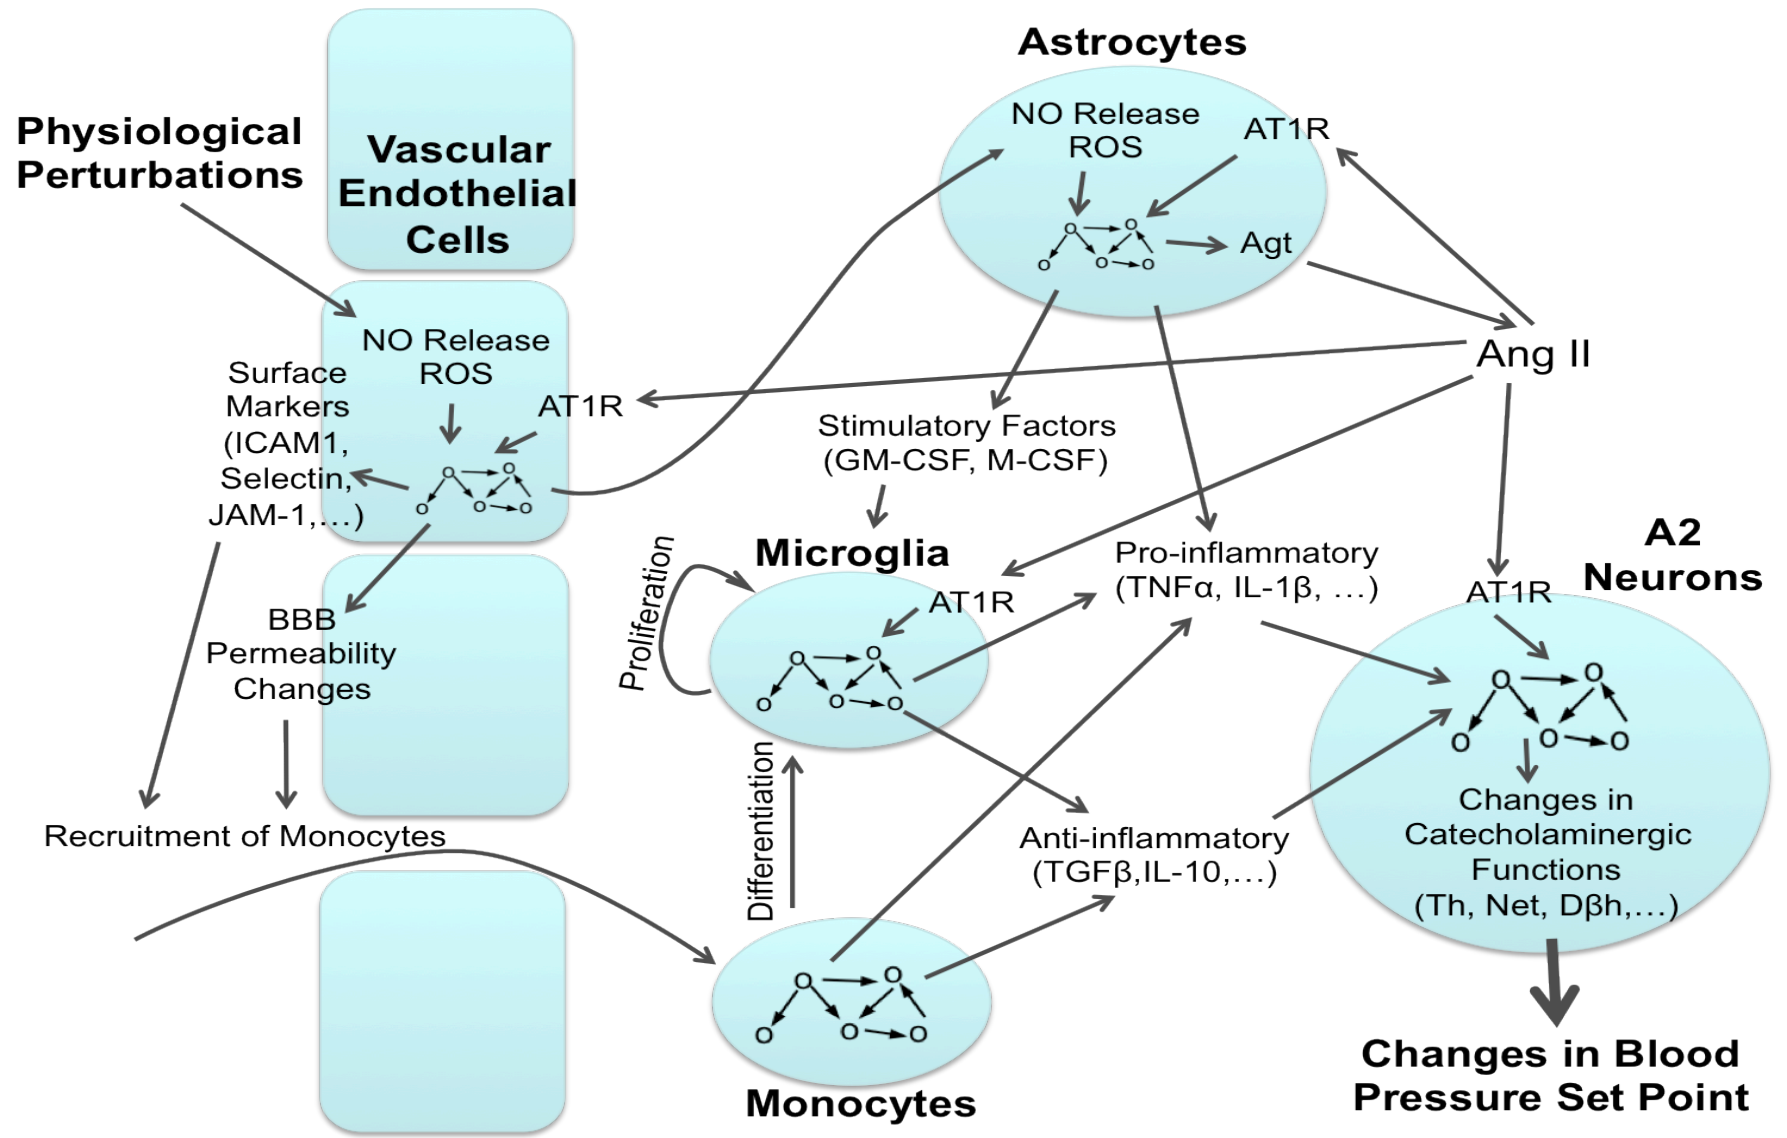 Physiological
Perturbations
Vascular
Endothelial
Cells
NO Release
ROS
AT1R
Surface
Markers
(ICAM1,
Selectin,
JAM-1,…)
BBB
Permeability
Changes
Recruitment of Monocytes
Astrocytes
NO Release
ROS
AT1R
Agt
Ang II
Stimulatory Factors
(GM-CSF, M-CSF)
Microglia
AT1R
Proliferation
Differentiation
Monocytes
Pro-inflammatory
(TNFα, IL-1β, …)
Anti-inflammatory
(TGFβ,IL-10,…)
A2
Neurons
AT1R
Changes in
Catecholaminergic
Functions
(Th, Net, Dβh,…)
Changes in Blood
Pressure Set Point